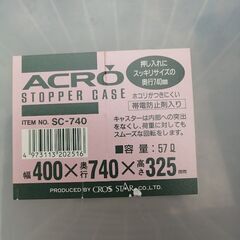 ACRO
STOPPER CASE
ITEM NO. SC-740
4 973113 202516
押し入れに
スッキリサイズの
奥行740mm
ホコリがつきにくい
帯電防止剤入り
キャスターは内部への突出
をなくし、荷重に対しても
スムーズな回転をします。
容量:57ℓ
幅400×奥行740×高さ325mm
PRODUCED BY CROS STAR CO.,LTD.